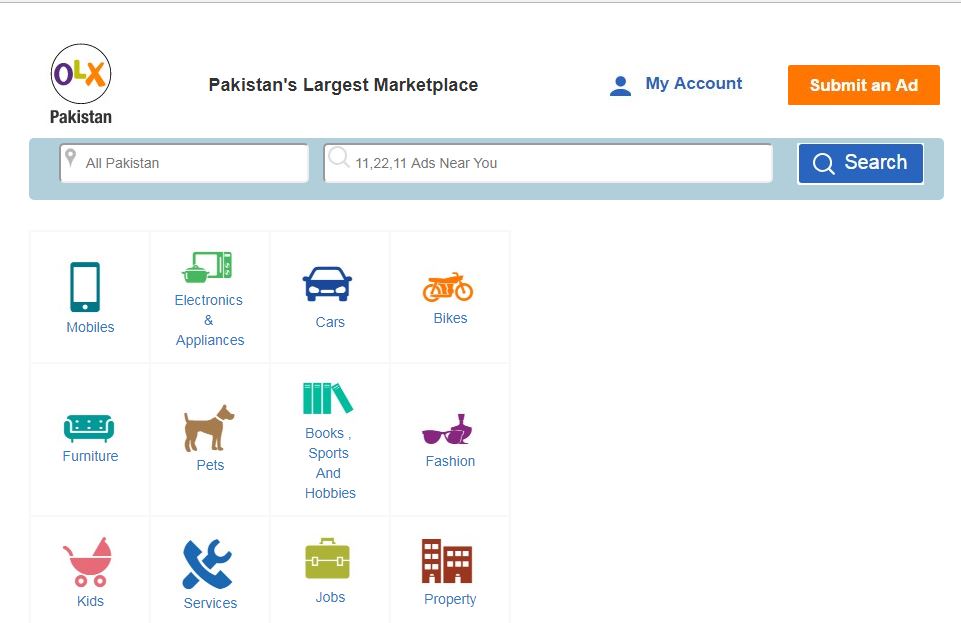 OLX
Pakistan
Pakistan's Largest Marketplace
My Account
Submit an Ad
All Pakistan
11,22,11 Ads Near You
Search
Mobiles
Electronics
&
Appliances
Cars
Bikes
Furniture
Pets
Books ,
Sports
And
Hobbies
Fashion
Kids
Services
Jobs
Property